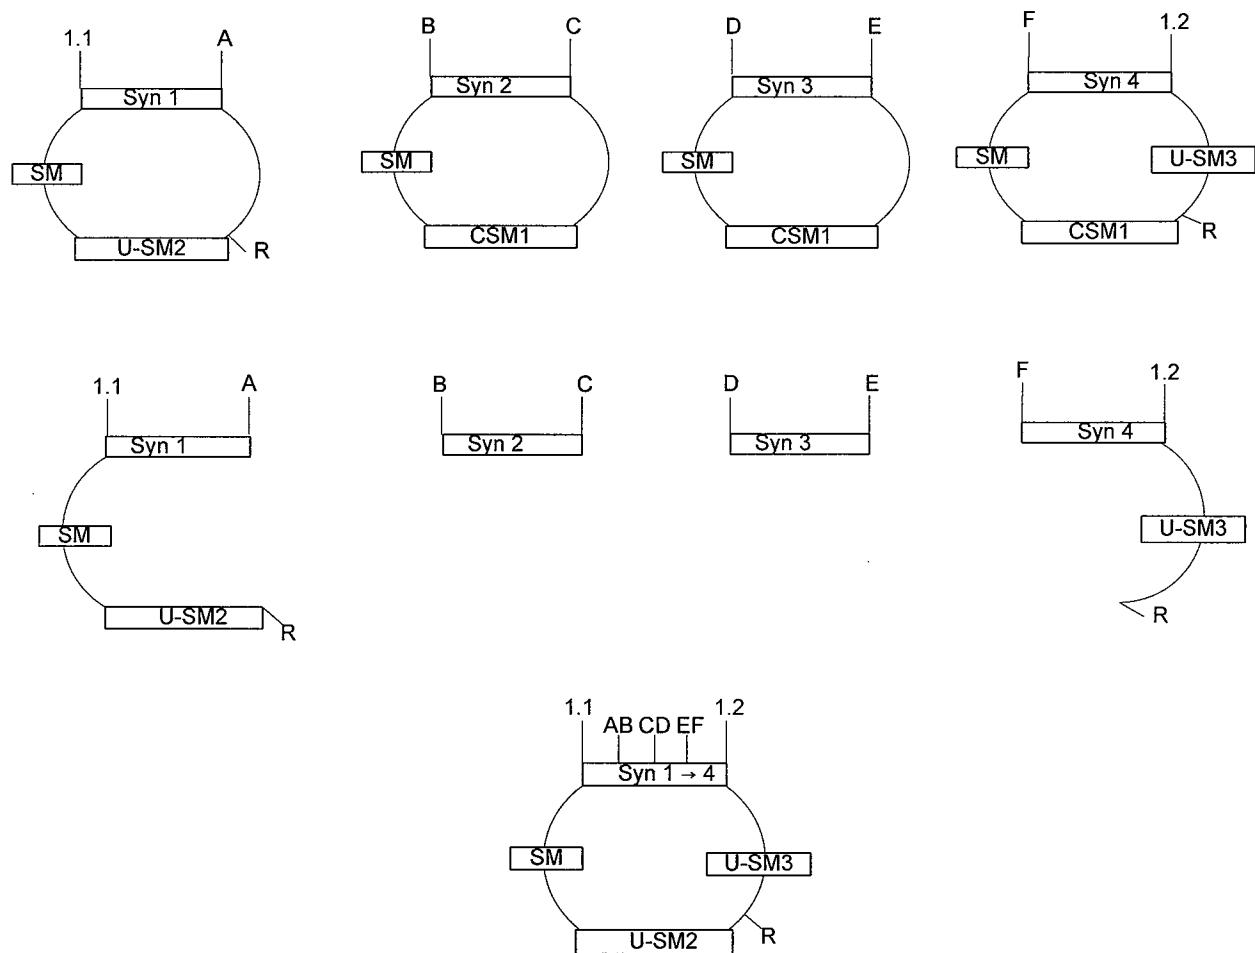 1.1 A B C D E F 1.2
Syn 1 Syn 2 Syn 3 Syn 4
SM SM SM SM U-SM3
U-SM2 R CSM1 CSM1 CSM1 R
1.1 A B C D E F 1.2
Syn 1 Syn 2 Syn 3 Syn 4
SM U-SM3
U-SM2 R R
1.1 1.2
AB CD EF
Syn 1 → 4
SM U-SM3
U-SM2 R